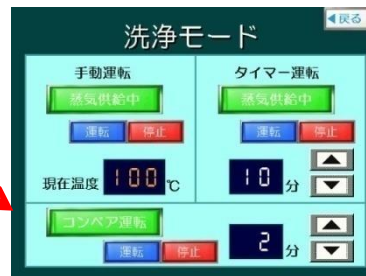 ◀戻る
洗浄モード
手動運転
蒸気供給中
運転 停止
現在温度 100 ℃
タイマー運転
蒸気供給中
運転 停止
10 分
コンベア運転
運転 停止
2 分